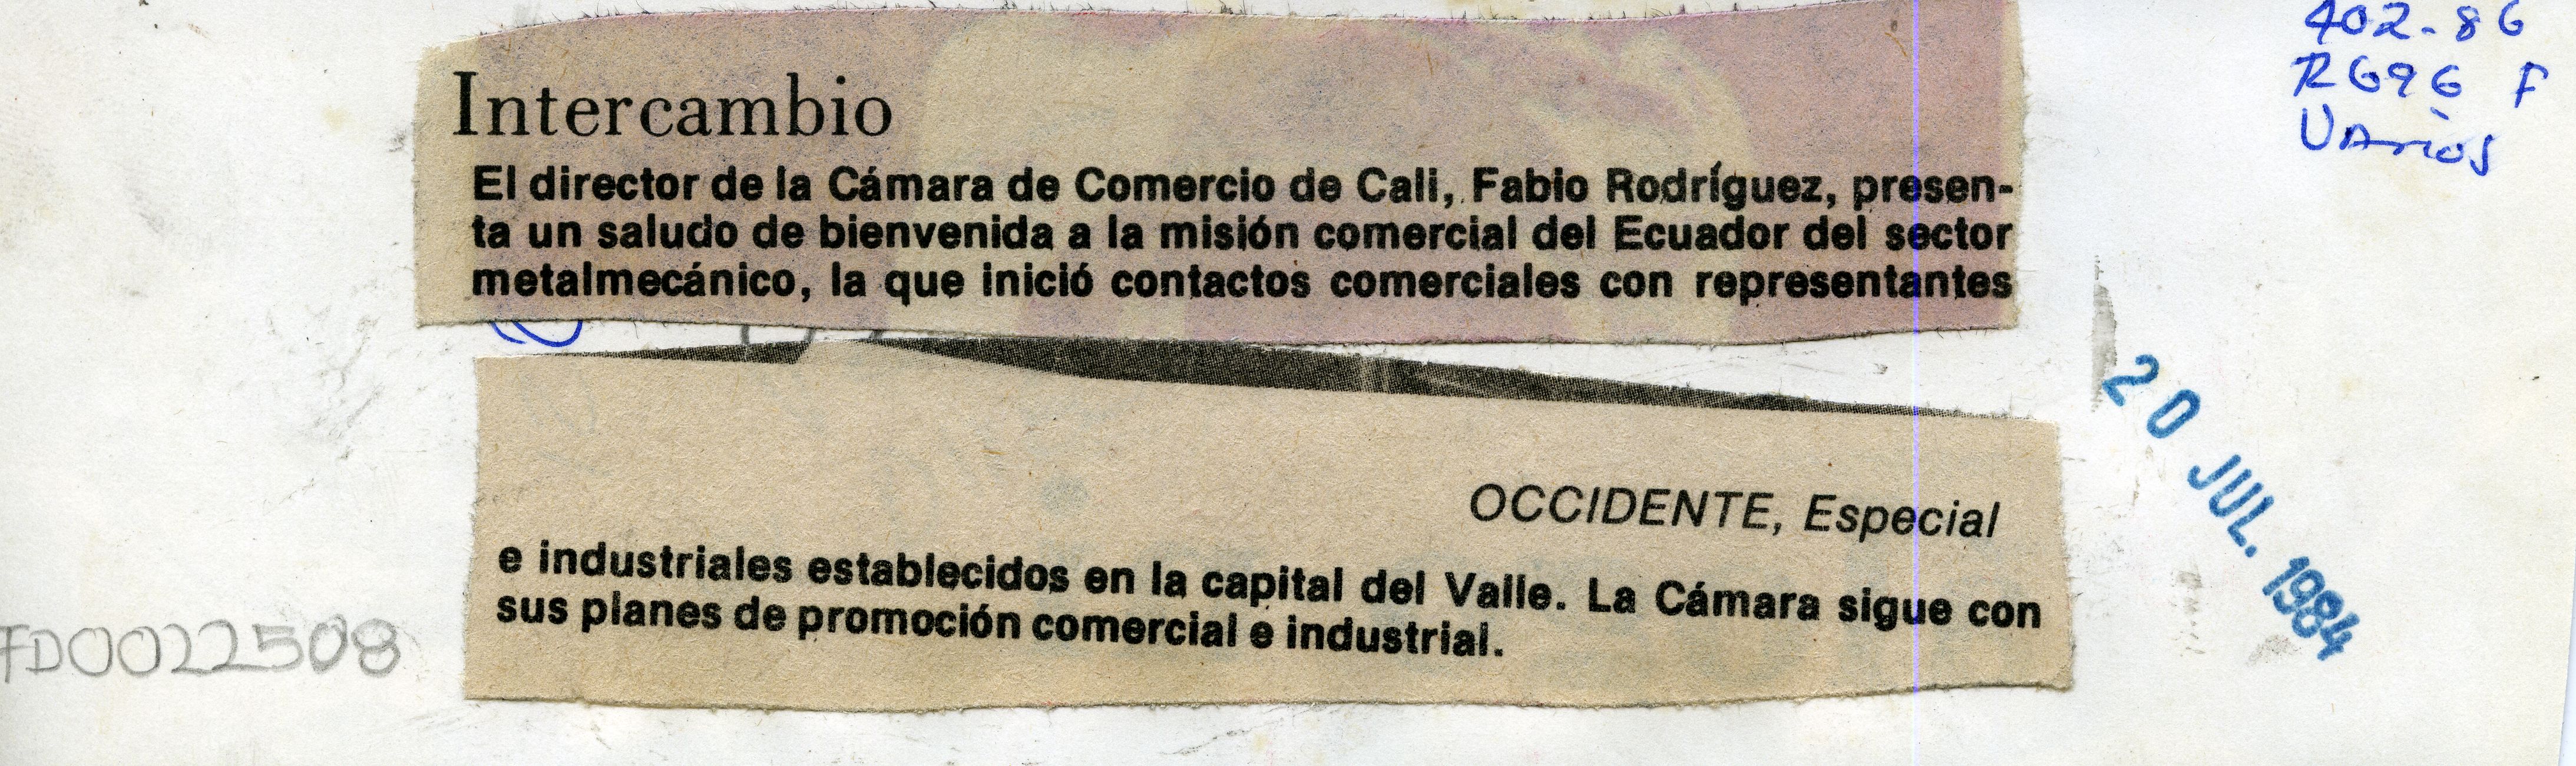 402-86
R696 F
Varios
Intercambio
El director de la Cámara de Comercio de Cali, Fabio Rodríguez, presen-
ta un saludo de bienvenida a la misión comercial del Ecuador del sector
metalmecánico, la que inició contactos comerciales con representantes
OCCIDENTE, Especial
e industriales establecidos en la capital del Valle. La Cámara sigue con
sus planes de promoción comercial e industrial.
20 JUL. 1984
FD0022508